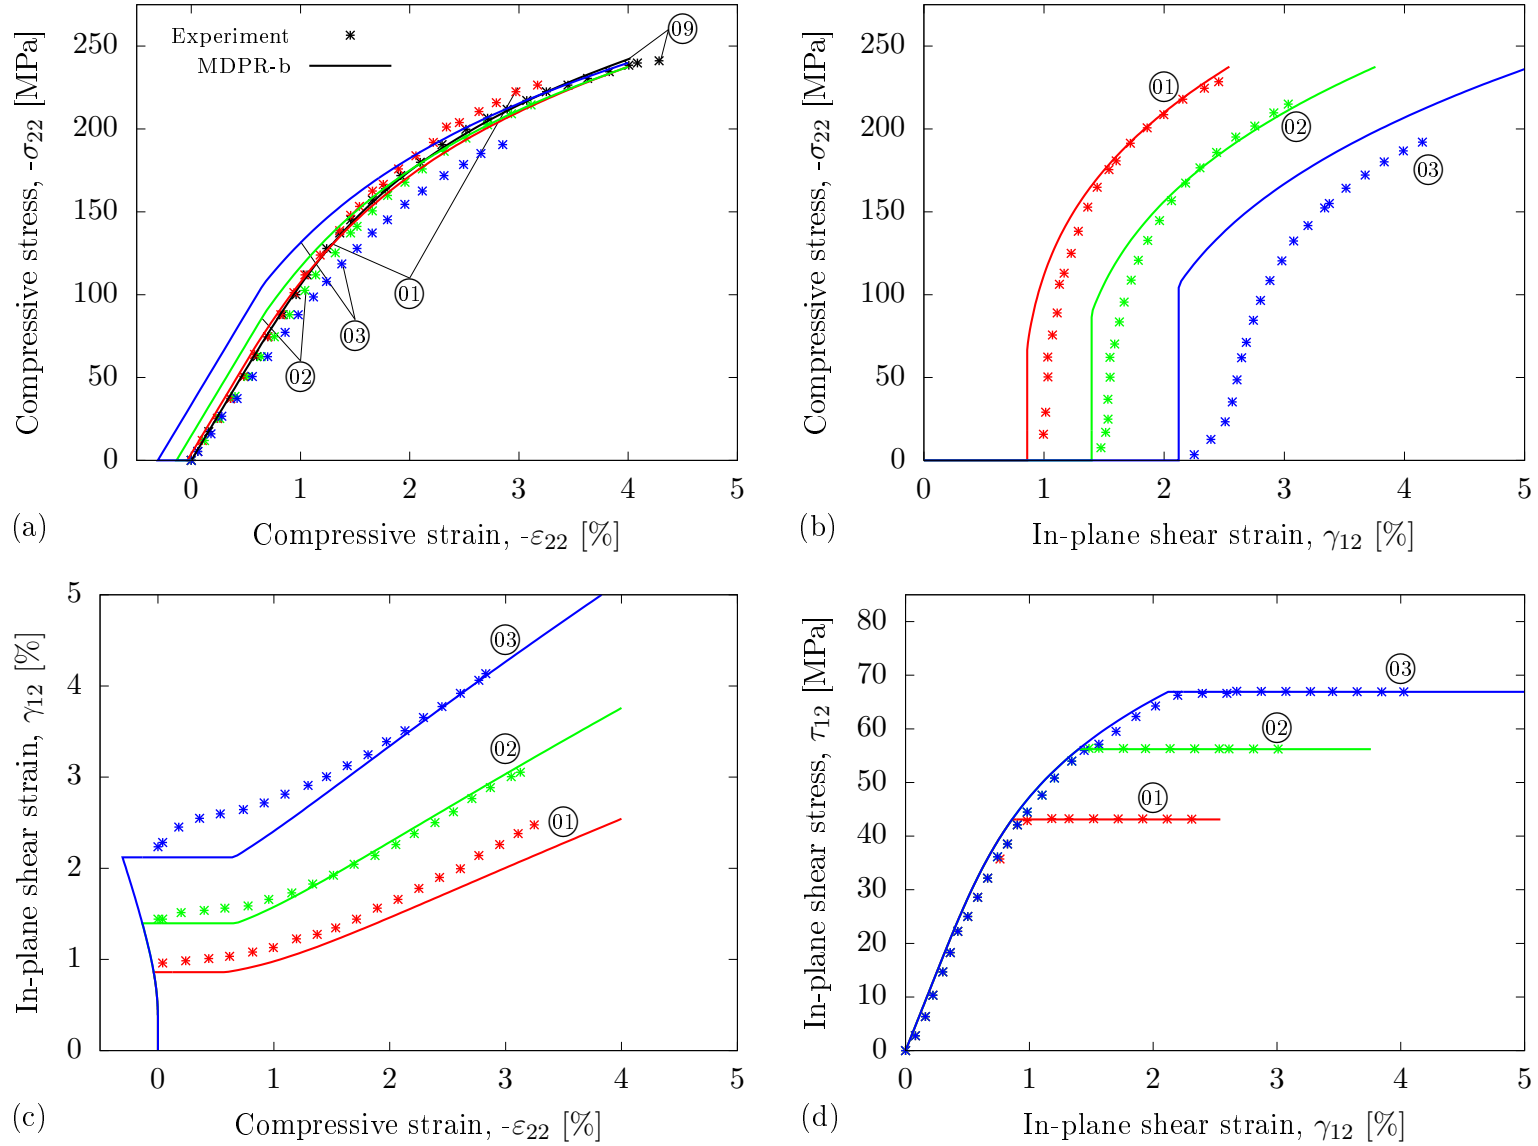 Experiment
MDPR-b
09
01
03
02
250
200
150
100
50
0
0 1 2 3 4 5
Compressive stress, -σ22 [MPa]
Compressive strain, -ε22 [%]
(a)
01
02
03
250
200
150
100
50
0
0 1 2 3 4 5
Compressive stress, -σ22 [MPa]
In-plane shear strain, γ12 [%]
(b)
03
02
01
5
4
3
2
1
0
0 1 2 3 4 5
In-plane shear strain, γ12 [%]
Compressive strain, -ε22 [%]
(c)
03
02
01
80
70
60
50
40
30
20
10
0
0 1 2 3 4 5
In-plane shear stress, τ12 [MPa]
In-plane shear strain, γ12 [%]
(d)